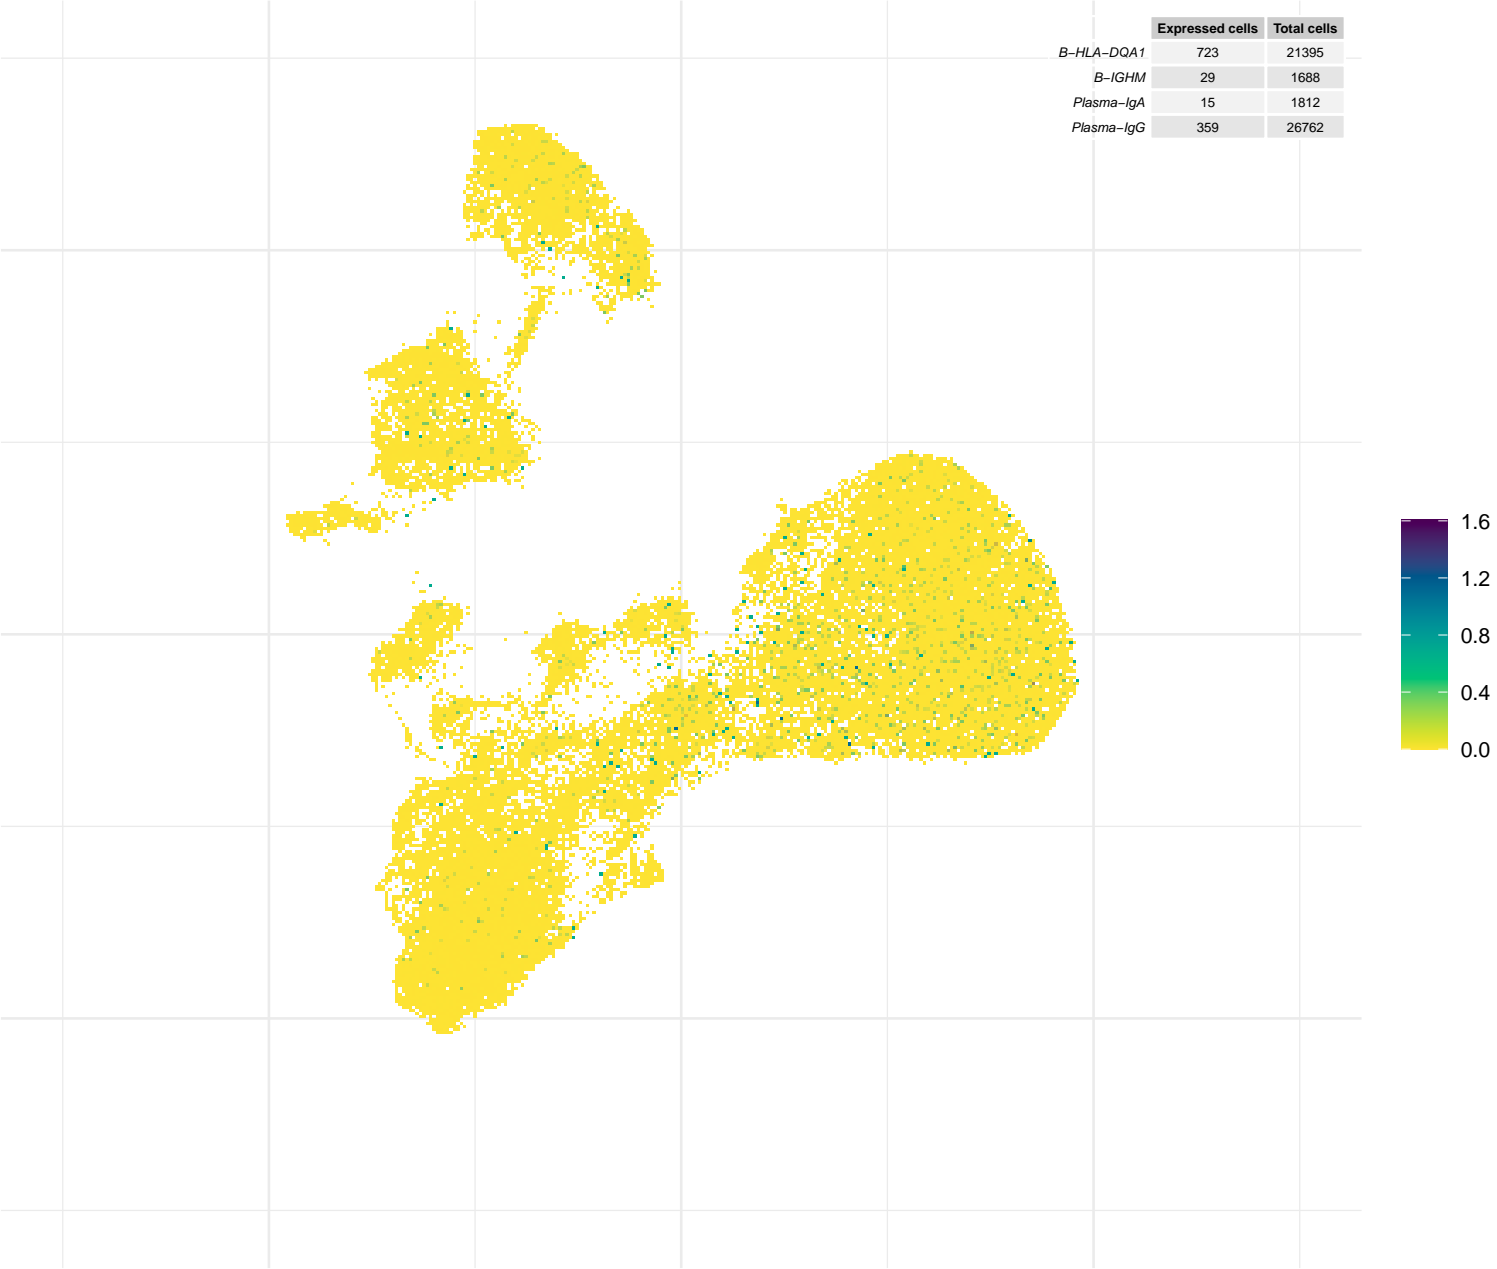 Expressed cells Total cells
B−HLA−DQA1 723 21395
B−IGHM 29 1688
Plasma−IgA 15 1812
Plasma−IgG 359 26762
1.6
1.2
0.8
0.4
0.0